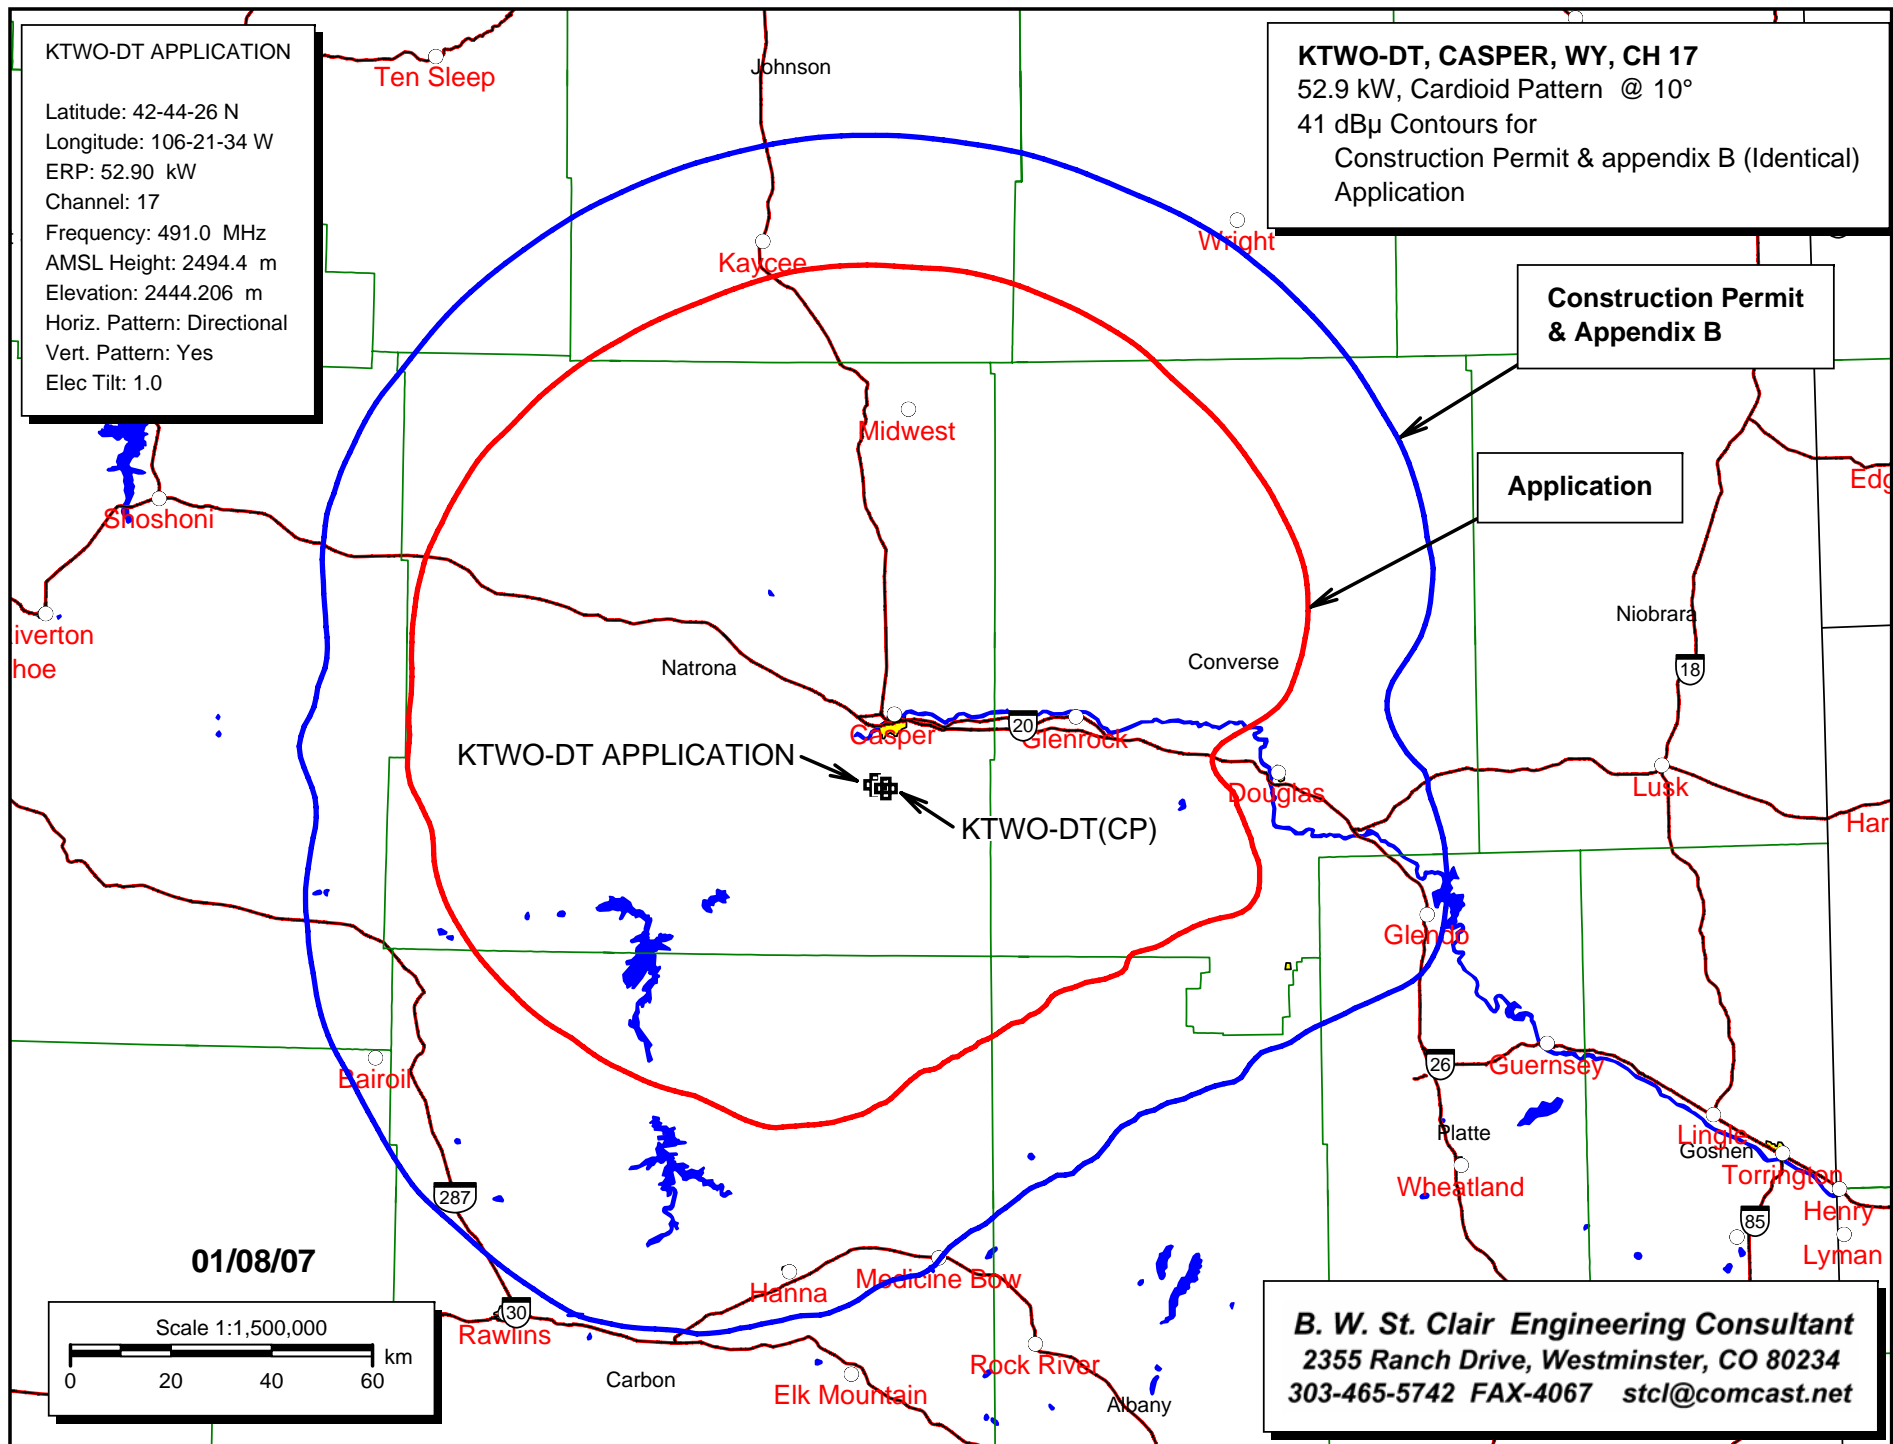 KTWO-DT APPLICATION
Latitude: 42-44-26 N
Longitude: 106-21-34 W
ERP: 52.90 kW
Channel: 17
Frequency: 491.0 MHz
AMSL Height: 2494.4 m
Elevation: 2444.206 m
Horiz. Pattern: Directional
Vert. Pattern: Yes
Elec Tilt: 1.0
KTWO-DT, CASPER, WY, CH 17
52.9 kW, Cardioid Pattern @ 10°
41 dBµ Contours for
Construction Permit & appendix B (Identical)
Application
Ten Sleep
Johnson
Wright
Kaycee
Construction Permit
& Appendix B
Midwest
Application
Edg
Shoshoni
Niobrara
iverton
hoe
Natrona
Converse
18
Casper
20
Glenrock
KTWO-DT APPLICATION
Douglas
Lusk
KTWO-DT(CP)
Har
Glendo
26
Guernsey
Bairoil
Platte
Lingle
Goshen
Torrington
Wheatland
287
Henry
85
Lyman
01/08/07
Hanna
Medicine Bow
30
Rawlins
Rock River
Elk Mountain
Carbon
Albany
Scale 1:1,500,000
km
0 20 40 60
B. W. St. Clair Engineering Consultant
2355 Ranch Drive, Westminster, CO 80234
303-465-5742 FAX-4067 stcl@comcast.net